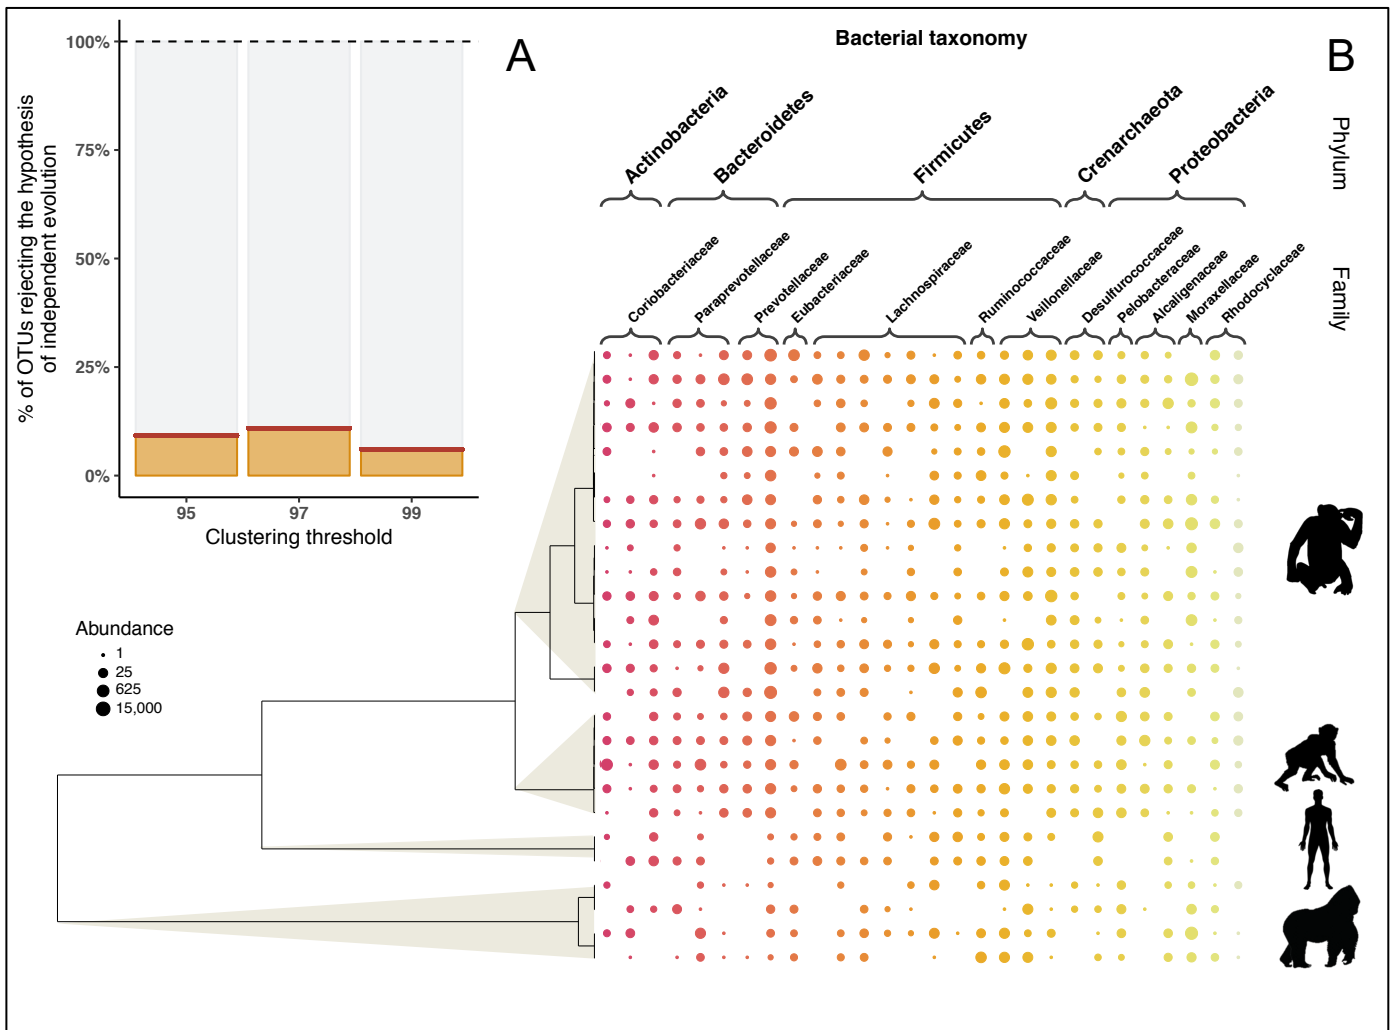 A
Bacterial taxonomy
B
100%
75%
50%
25%
0%
% of OTUs rejecting the hypothesis
of independent evolution
95
97
99
Clustering threshold
Actinobacteria
Bacteroidetes
Firmicutes
Crenarchaeota
Proteobacteria
Phylum
Coriobacteriaceae
Paraprevotellaceae
Prevotellaceae
Eubacteriaceae
Lachnospiraceae
Ruminococcaceae
Veillonellaceae
Desulfurococcaceae
Pelobacteraceae
Alcaligenaceae
Moraxellaceae
Rhodocyclaceae
Family
Abundance
1
25
625
15,000